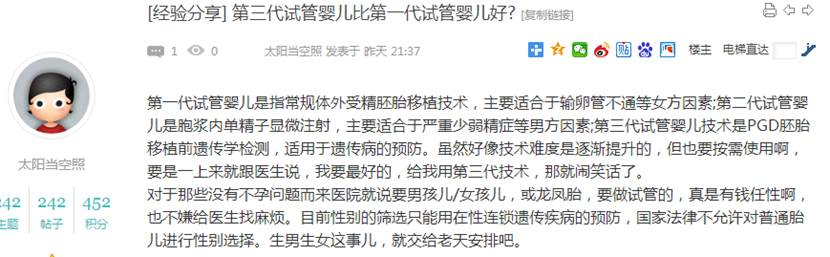 [经验分享] 第三代试管婴儿比第一代试管婴儿好? [复制链接]
1 0 太阳当空照 发表于 昨天 21:37 贴 楼主 电梯直达
第一代试管婴儿是指常规体外受精胚胎移植技术，主要适合于输卵管不通等女方因素;第二代试管婴
儿是胞浆内单精子显微注射，主要适合于严重少弱精症等男方因素;第三代试管婴儿技术是PGD胚胎
移植前遗传学检测，适用于遗传病的预防。虽然好像技术难度是逐渐提升的，但也要按需使用啊，
要是一上来就跟医生说，我要最好的，给我用第三代技术，那就闹笑话了。
对于那些没有不孕问题而来医院就说要男孩儿/女孩儿，或龙凤胎，要做试管的，真是有钱任性啊，
也不嫌给医生找麻烦。目前性别的筛选只能用在性连锁遗传疾病的预防，国家法律不允许对普通胎
儿进行性别选择。生男生女这事儿，就交给老天安排吧。
太阳当空照
242 242 452
主题 帖子 积分